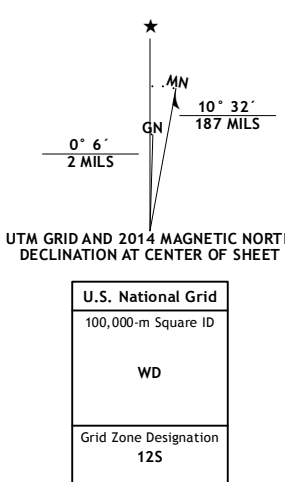 ★
MN
GN
10° 32´
187 MILS
0° 6´
2 MILS
UTM GRID AND 2014 MAGNETIC NORT
DECLINATION AT CENTER OF SHEET
U.S. National Grid
100,000-m Square ID
WD
Grid Zone Designation
12S